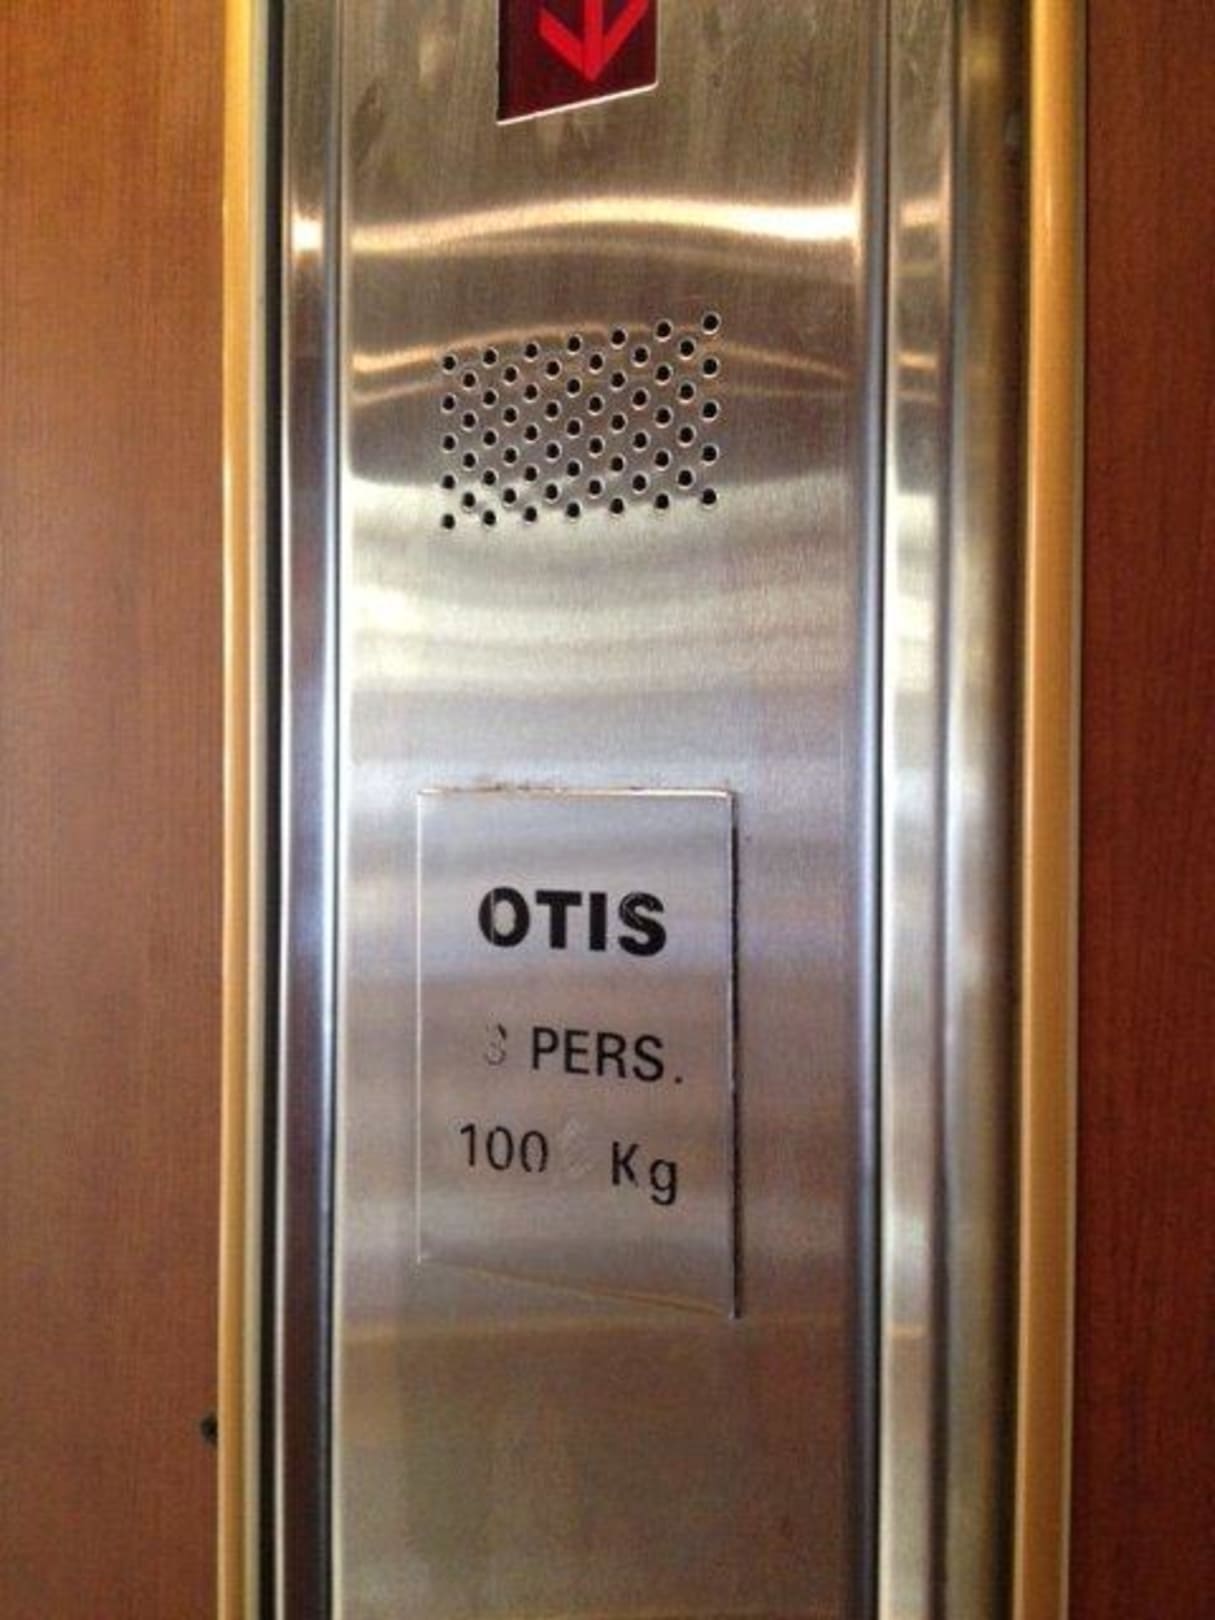 OTIS
PERS.
100 Kg